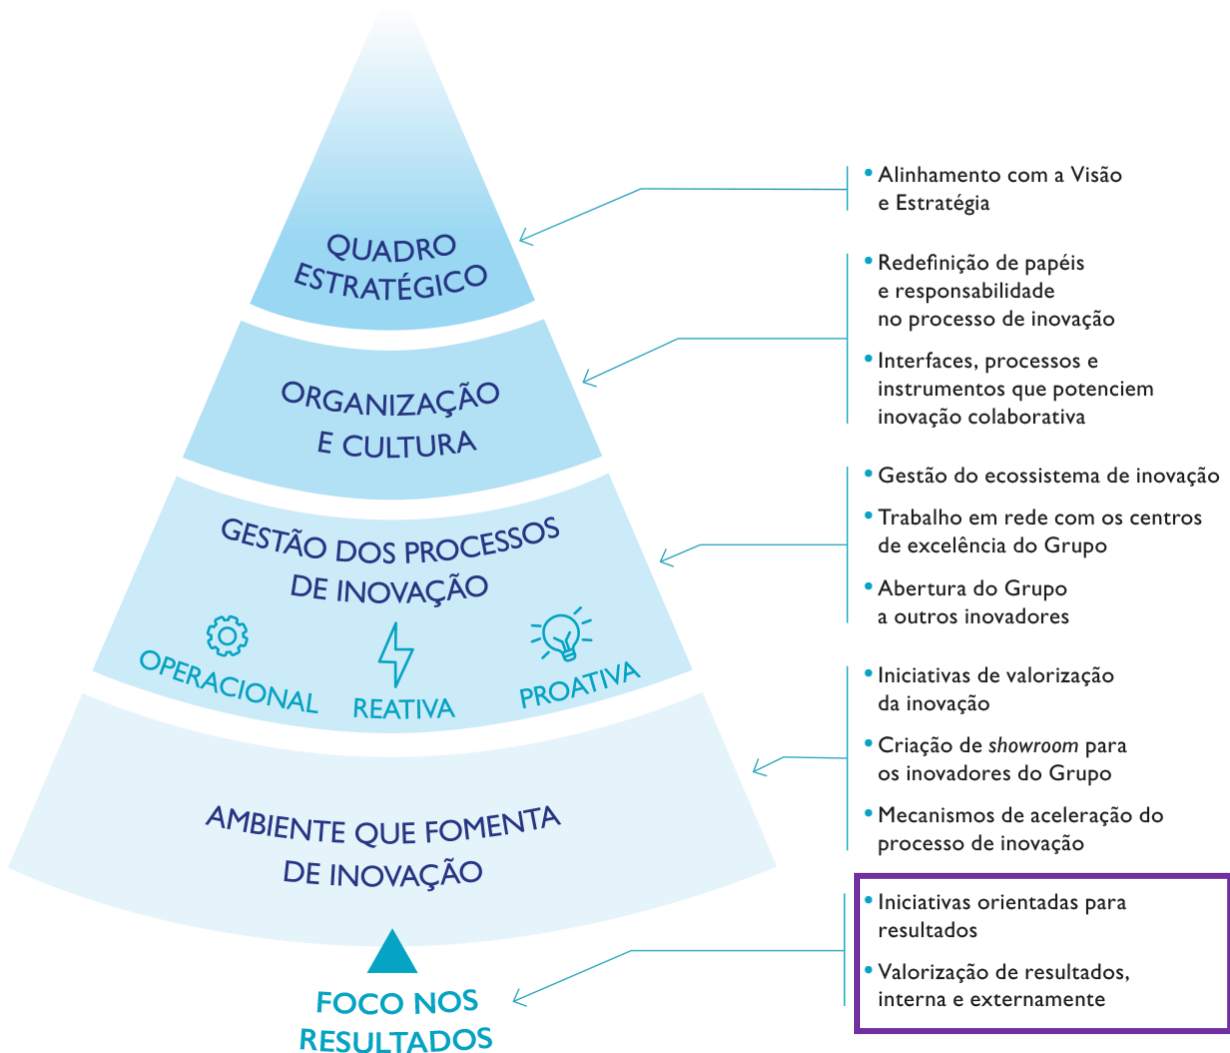 QUADRO
ESTRATÉGICO
• Alinhamento com a Visão
e Estratégia
ORGANIZAÇÃO
E CULTURA
• Redefinição de papéis
e responsabilidade
no processo de inovação
• Interfaces, processos e
instrumentos que potenciem
inovação colaborativa
GESTÃO DOS PROCESSOS
DE INOVAÇÃO
OPERACIONAL
REATIVA
PROATIVA
• Gestão do ecossistema de inovação
• Trabalho em rede com os centros
de excelência do Grupo
• Abertura do Grupo
a outros inovadores
AMBIENTE QUE FOMENTA
DE INOVAÇÃO
• Iniciativas de valorização
da inovação
• Criação de showroom para
os inovadores do Grupo
• Mecanismos de aceleração do
processo de inovação
FOCO NOS
RESULTADOS
• Iniciativas orientadas para
resultados
• Valorização de resultados,
interna e externamente